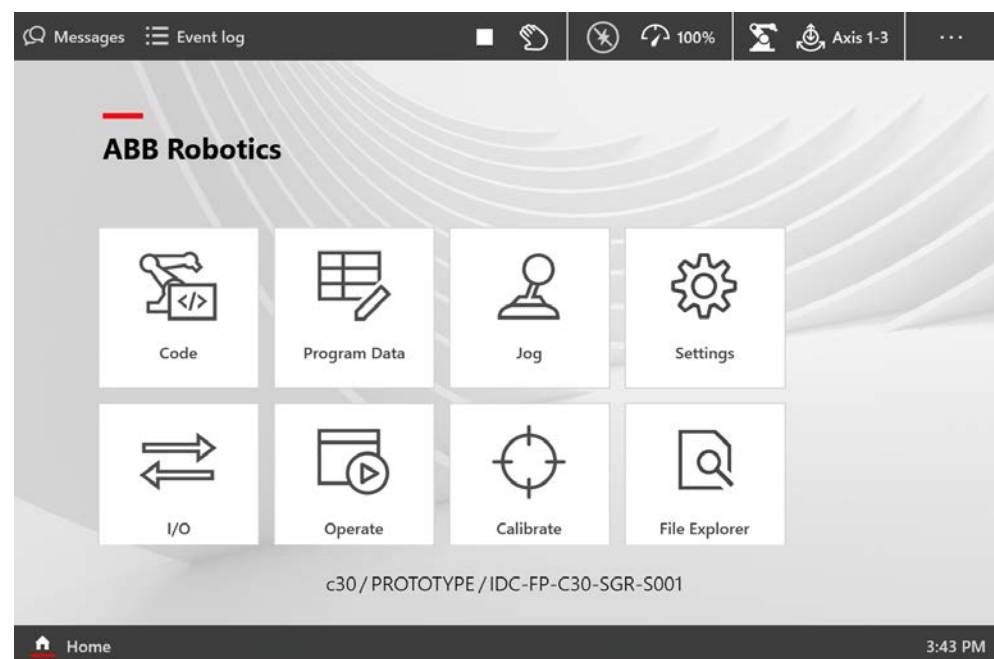 Messages Event log 100% Axis 1-3 ...
ABB Robotics
</>
Code Program Data Jog Settings
I/O Operate Calibrate File Explorer
c30 / PROTOTYPE / IDC-FP-C30-SGR-S001
Home 3:43 PM